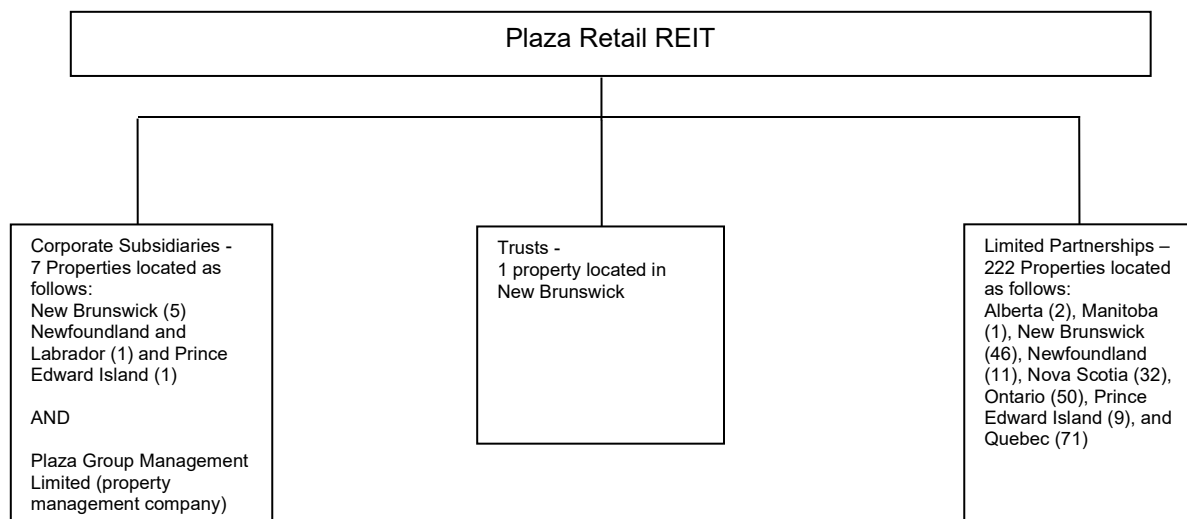 Plaza Retail REIT
Corporate Subsidiaries -
7 Properties located as
follows:
New Brunswick (5)
Newfoundland and
Labrador (1) and Prince
Edward Island (1)
AND
Plaza Group Management
Limited (property
management company)
Trusts -
1 property located in
New Brunswick
Limited Partnerships –
222 Properties located
as follows:
Alberta (2), Manitoba
(1), New Brunswick
(46), Newfoundland
(11), Nova Scotia (32),
Ontario (50), Prince
Edward Island (9), and
Quebec (71)